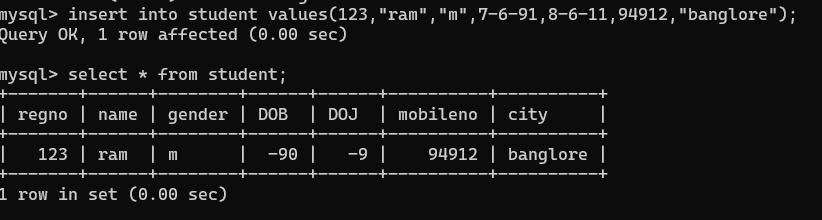 mysql> insert into student values(123,"ram","m",7-6-91,8-6-11,94912,"banglore");
Query OK, 1 row affected (0.00 sec)
mysql> select * from student;
+-------+------+--------+------+------+----------+----------+
| regno | name | gender | DOB  | DOJ  | mobileno | city     |
+-------+------+--------+------+------+----------+----------+
|   123 | ram  | m      |  -90 |   -9 |    94912 | banglore |
+-------+------+--------+------+------+----------+----------+
1 row in set (0.00 sec)